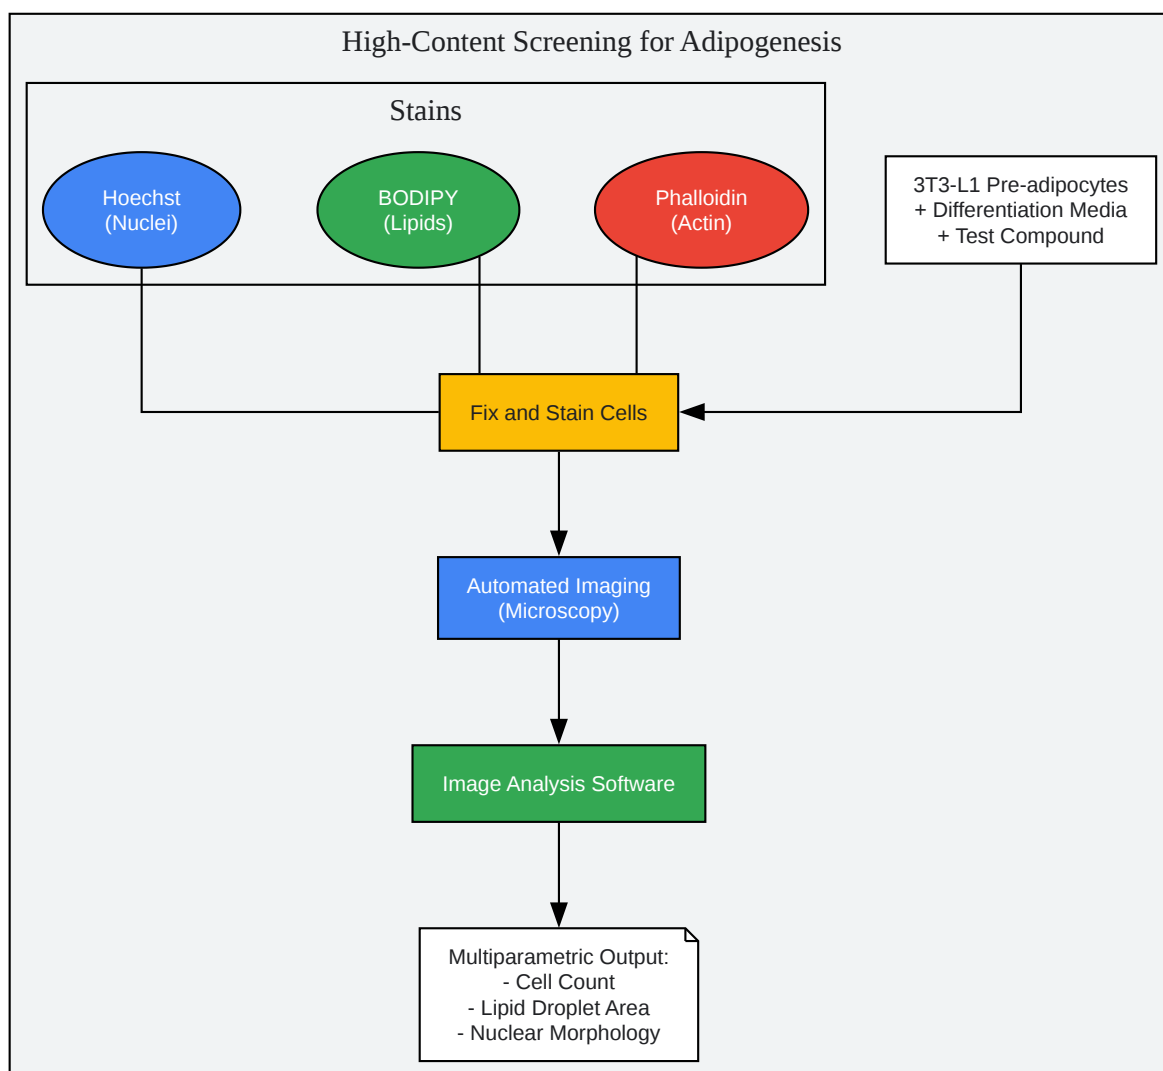 High-Content Screening for Adipogenesis
Stains
Hoechst
(Nuclei)
BODIPY
(Lipids)
Phalloidin
(Actin)
3T3-L1 Pre-adipocytes
+ Differentiation Media
+ Test Compound
Fix and Stain Cells
Automated Imaging
(Microscopy)
Image Analysis Software
Multiparametric Output:
- Cell Count
- Lipid Droplet Area
- Nuclear Morphology